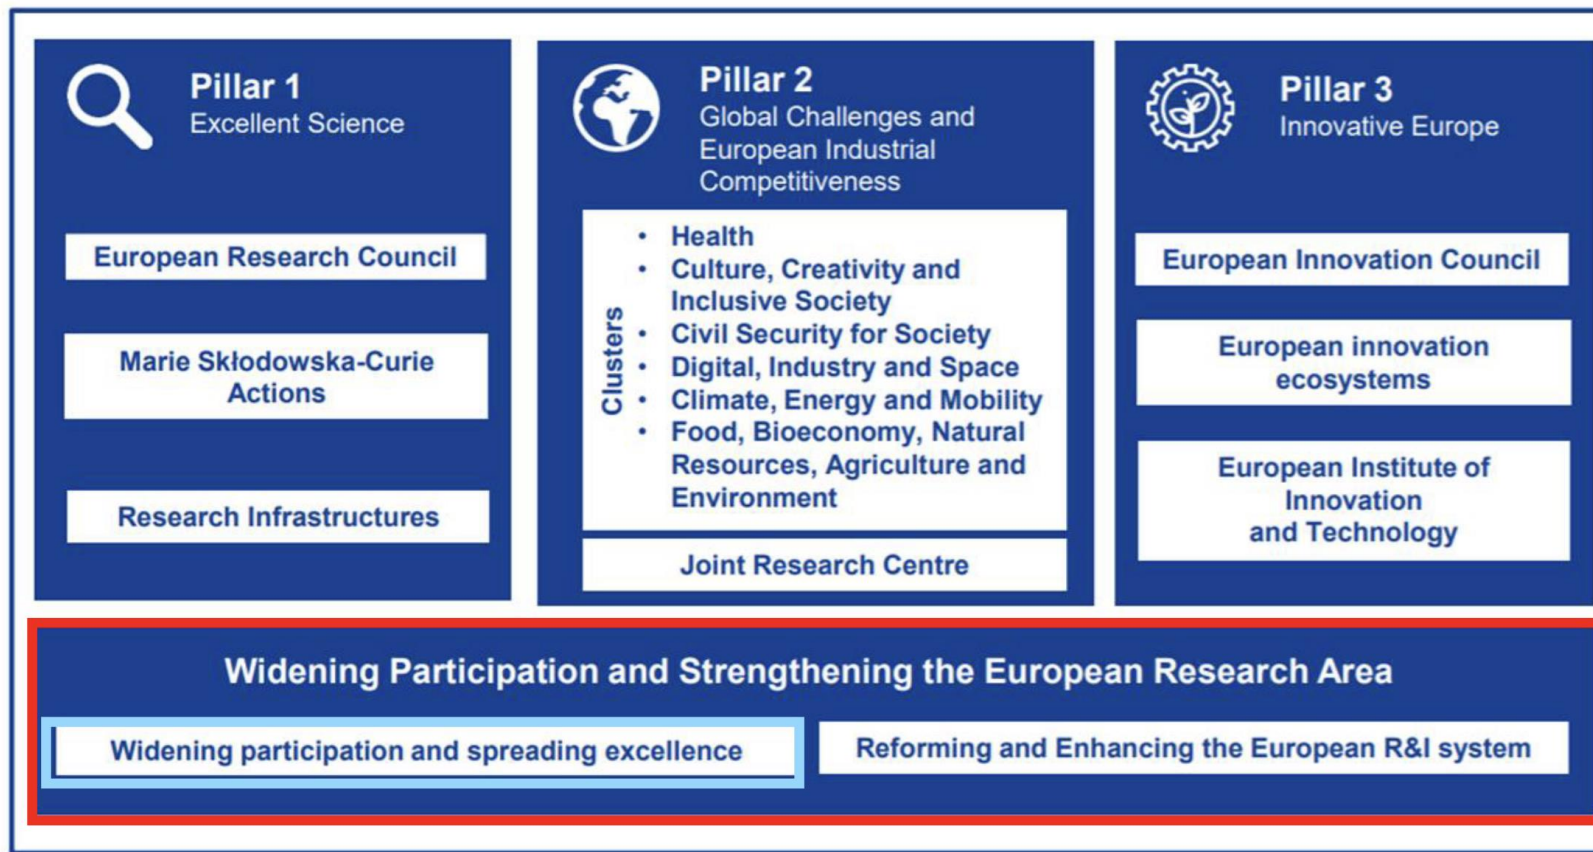 Pillar 1
Excellent Science
European Research Council
Marie Skłodowska-Curie
Actions
Research Infrastructures
Pillar 2
Global Challenges and
European Industrial
Competitiveness
Clusters
• Health
• Culture, Creativity and
Inclusive Society
• Civil Security for Society
• Digital, Industry and Space
• Climate, Energy and Mobility
• Food, Bioeconomy, Natural
Resources, Agriculture and
Environment
Joint Research Centre
Pillar 3
Innovative Europe
European Innovation Council
European innovation
ecosystems
European Institute of
Innovation
and Technology
Widening Participation and Strengthening the European Research Area
Widening participation and spreading excellence
Reforming and Enhancing the European R&I system